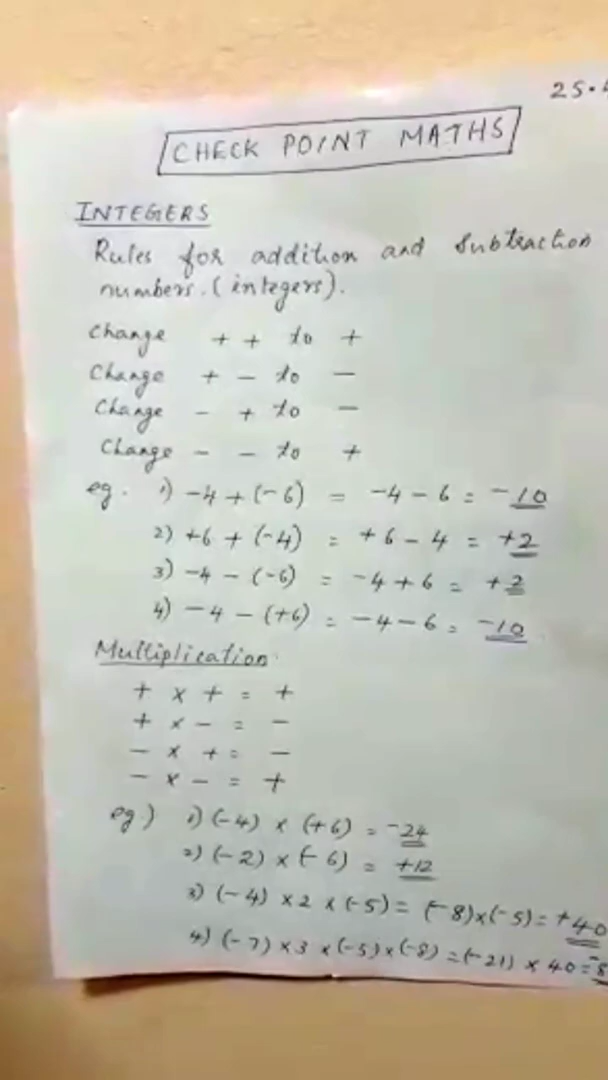 25.
CHECK POINT MATHS
INTEGERS
Rules for addition and subtraction
numbers. (integers).
Change + + to +
Change + - to -
Change - + to -
Change - - to +
eg. 1) -4 + (-6) = -4 - 6 = -10
2) +6 + (-4) = +6 - 4 = +2
3) -4 - (-6) = -4 + 6 = +2
4) -4 - (+6) = -4 - 6 = -10
Multiplication.
+ x + = +
+ x - = -
- x + = -
- x - = +
eg) 1) (-4) x (+6) = -24
2) (-2) x (-6) = +12
3) (-4) x 2 x (-5) = (-8) x (-5) = +40
4) (-7) x 3 x (-5) x (-8) = (-21) x 40 = -8